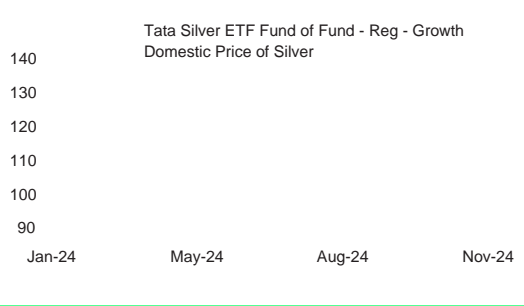 Tata Silver ETF Fund of Fund - Reg - Growth
Domestic Price of Silver
140
130
120
110
100
90
Jan-24 May-24 Aug-24 Nov-24